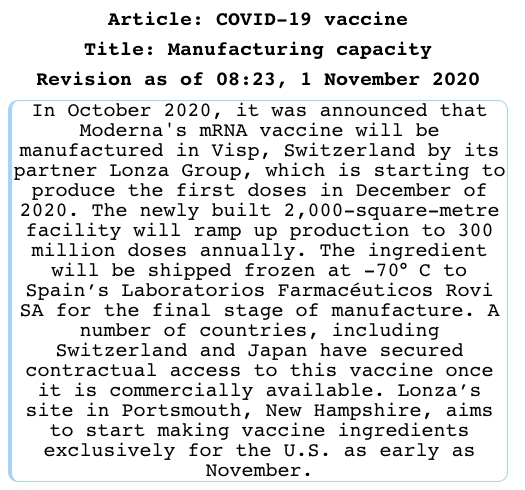 Article: COVID-19 vaccine
Title: Manufacturing capacity
Revision as of 08:23, 1 November 2020
In October 2020, it was announced that
Moderna's mRNA vaccine will be
manufactured in Visp, Switzerland by its
partner Lonza Group, which is starting to
produce the first doses in December of
2020. The newly built 2,000-square-metre
facility will ramp up production to 300
million doses annually. The ingredient
will be shipped frozen at -70° C to
Spain’s Laboratorios Farmacéuticos Rovi
SA for the final stage of manufacture. A
number of countries, including
Switzerland and Japan have secured
contractual access to this vaccine once
it is commercially available. Lonza’s
site in Portsmouth, New Hampshire, aims
to start making vaccine ingredients
exclusively for the U.S. as early as
November.